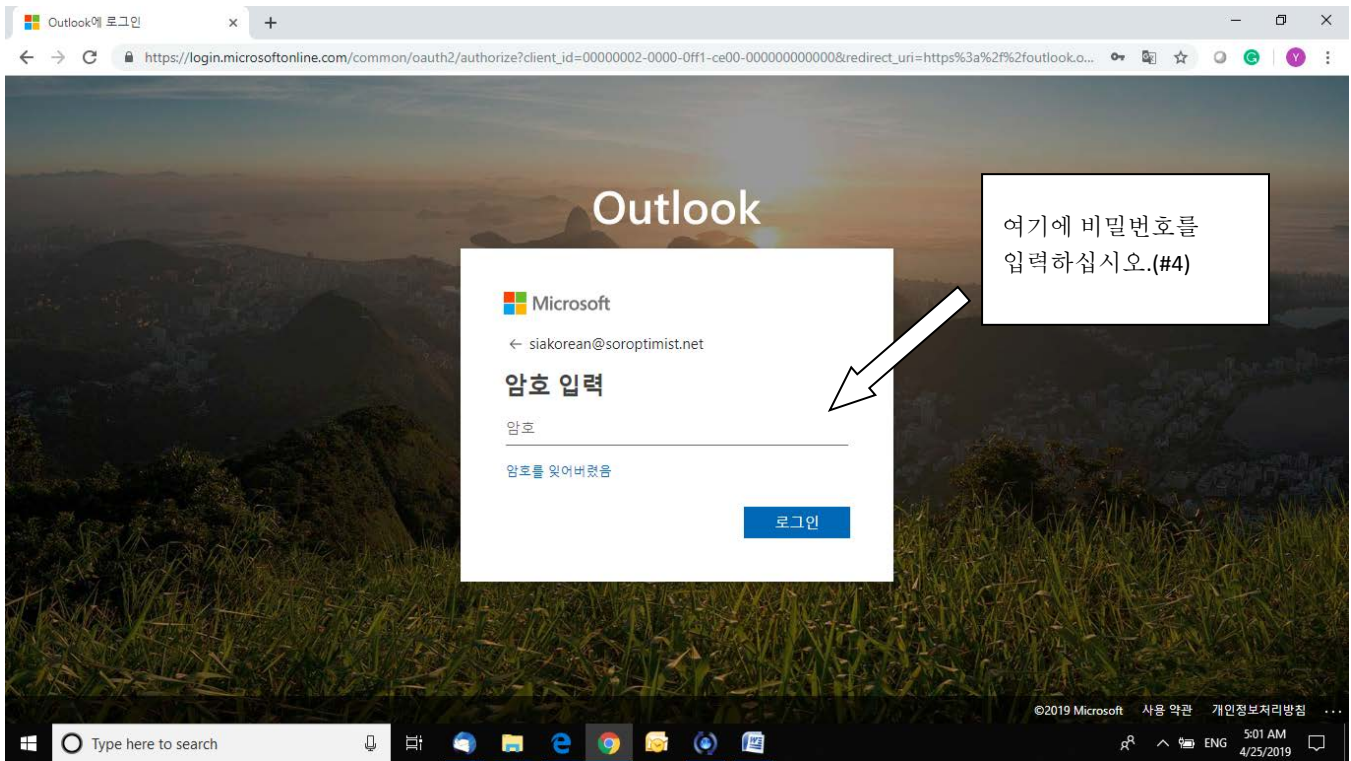 Outlook에 로그인
https://login.microsoftonline.com/common/oauth2/authorize?client_id=00000002-0000-0ff1-ce00-000000000000&redirect_uri=https%3a%2f%2foutlook.o...
Y
Outlook
여기에 비밀번호를
입력하십시오.(#4)
Microsoft
← siakorean@soroptimist.net
암호 입력
암호
암호를 잊어버렸음
로그인
©2019 Microsoft 사용 약관 개인정보처리방침 ...
Type here to search
ENG
5:01 AM
4/25/2019